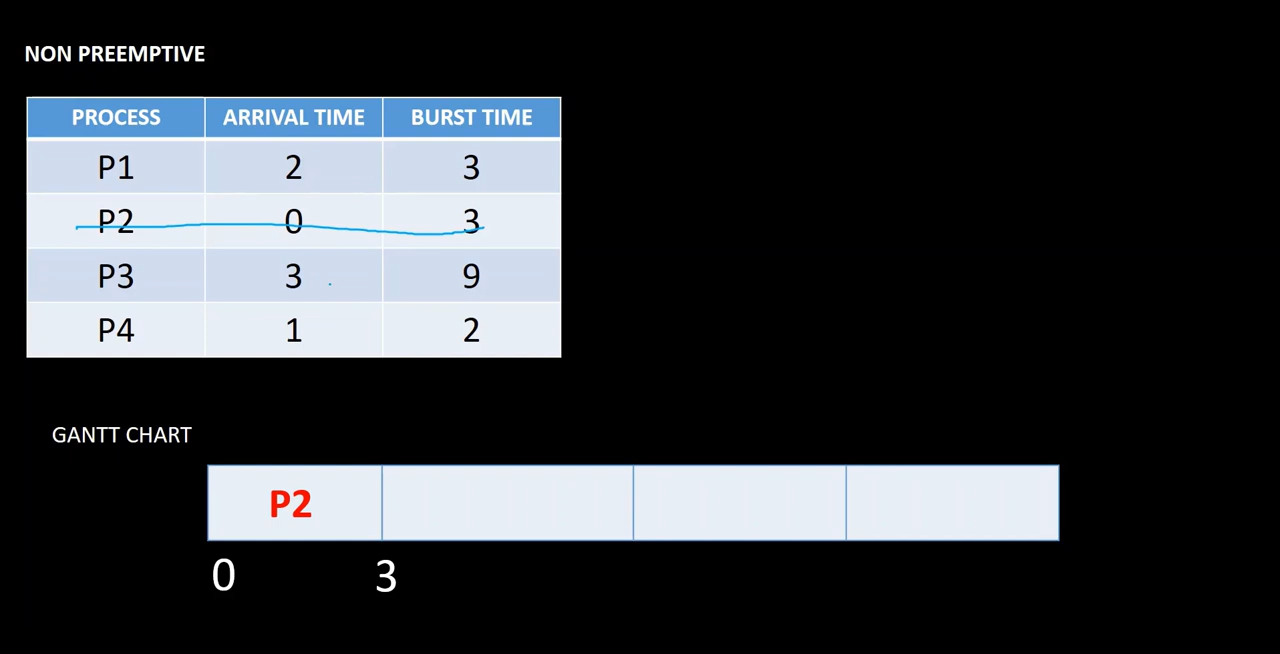 NON PREEMPTIVE
PROCESS ARRIVAL TIME BURST TIME
P1 2 3
P2 0 3
P3 3 9
P4 1 2
GANTT CHART
P2
0 3